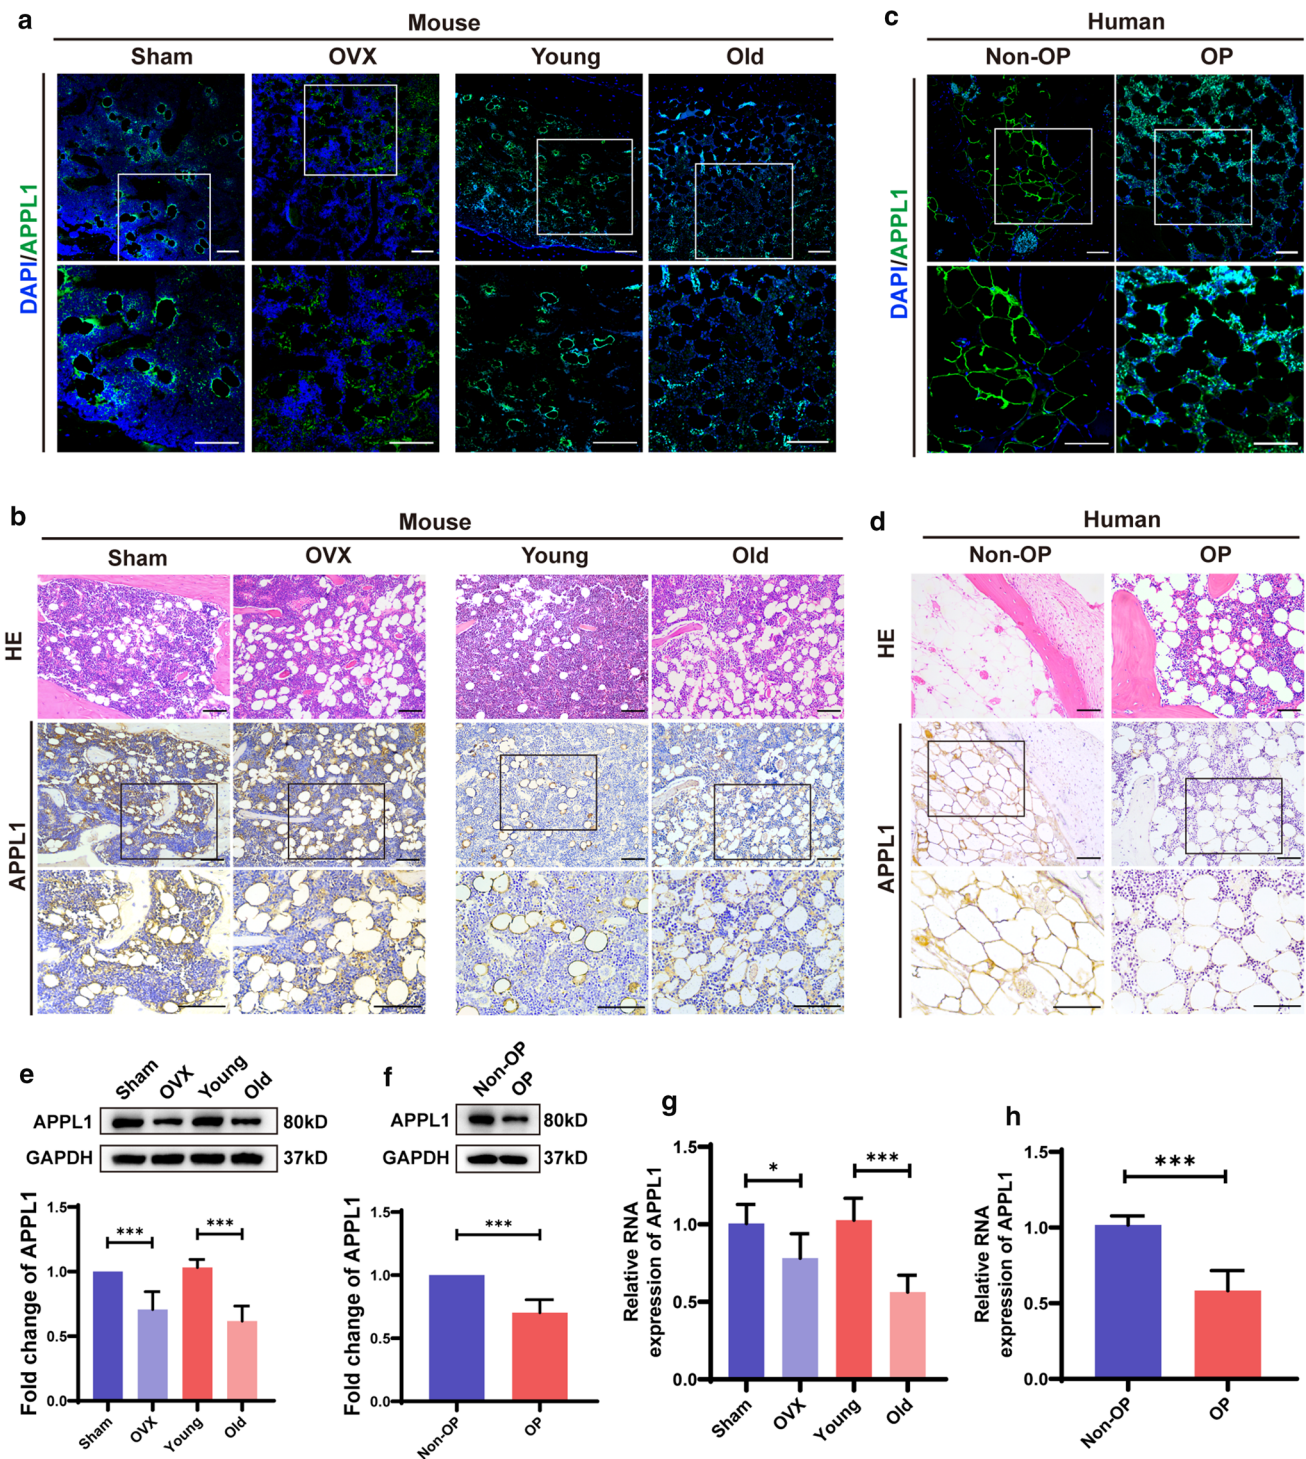 a
Mouse
Sham OVX Young Old
DAPI/APPL1
c
Human
Non-OP OP
DAPI/APPL1
b
Mouse
Sham OVX Young Old
HE
APPL1
d
Human
Non-OP OP
HE
APPL1
e
Sham OVX Young Old
APPL1 80kD
GAPDH 37kD
Fold change of APPL1
1.5
1.0
0.5
0.0
*** ***
Sham OVX Young Old
f
Non-OP OP
APPL1 80kD
GAPDH 37kD
Fold change of APPL1
1.5
1.0
0.5
0.0
***
Non-OP OP
g
Relative RNA
expression of APPL1
1.5
1.0
0.5
0.0
* ***
Sham OVX Young Old
h
Relative RNA
expression of APPL1
1.5
1.0
0.5
0.0
***
Non-OP OP